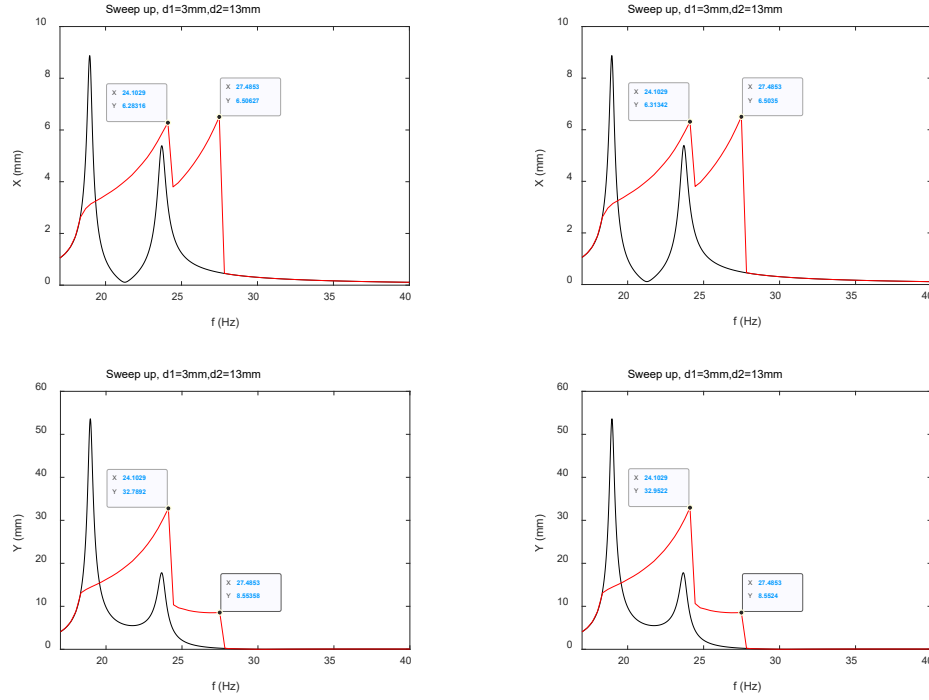 Sweep up, d1=3mm,d2=13mm
10
8
6
4
2
0
X (mm)
20
25
30
35
40
f (Hz)
X 24.1029
Y 6.28316
X 27.4853
Y 6.50627
Sweep up, d1=3mm,d2=13mm
10
8
6
4
2
0
X (mm)
20
25
30
35
40
f (Hz)
X 24.1029
Y 6.31342
X 27.4853
Y 6.5035
Sweep up, d1=3mm,d2=13mm
60
50
40
30
20
10
0
Y (mm)
20
25
30
35
40
f (Hz)
X 24.1029
Y 32.7892
X 27.4853
Y 8.55358
Sweep up, d1=3mm,d2=13mm
60
50
40
30
20
10
0
Y (mm)
20
25
30
35
40
f (Hz)
X 24.1029
Y 32.9522
X 27.4853
Y 8.5524